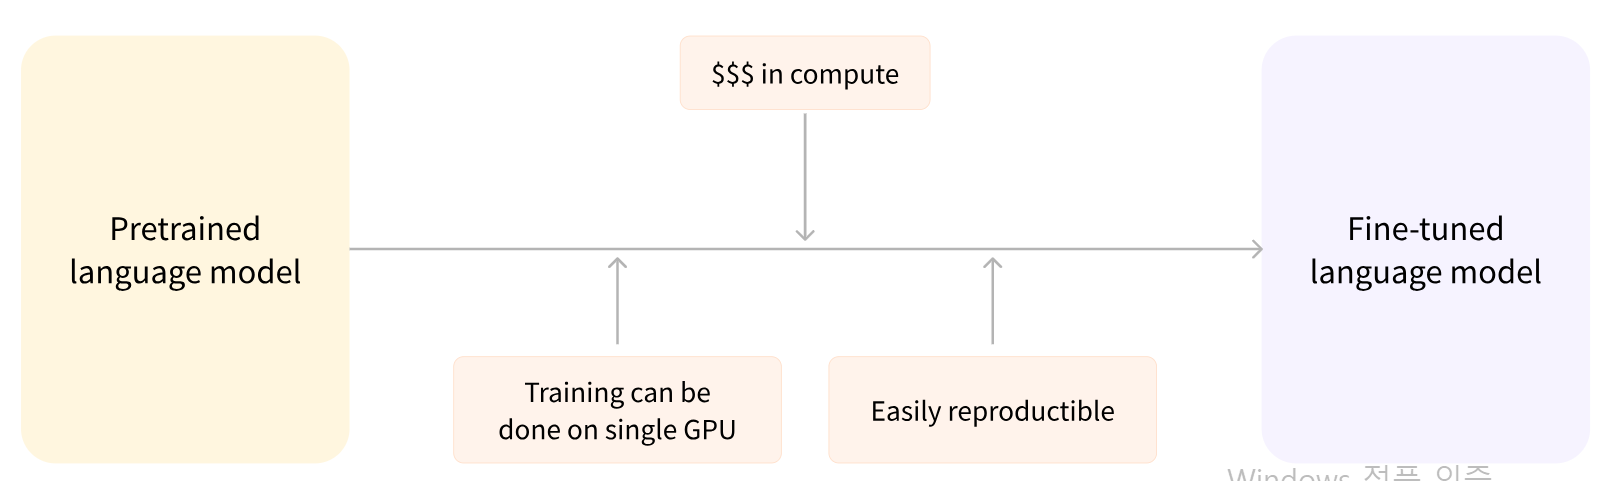 $$$ in compute
Pretrained
language model
Fine-tuned
language model
Training can be
done on single GPU
Easily reproductible
Windows 정품 인증